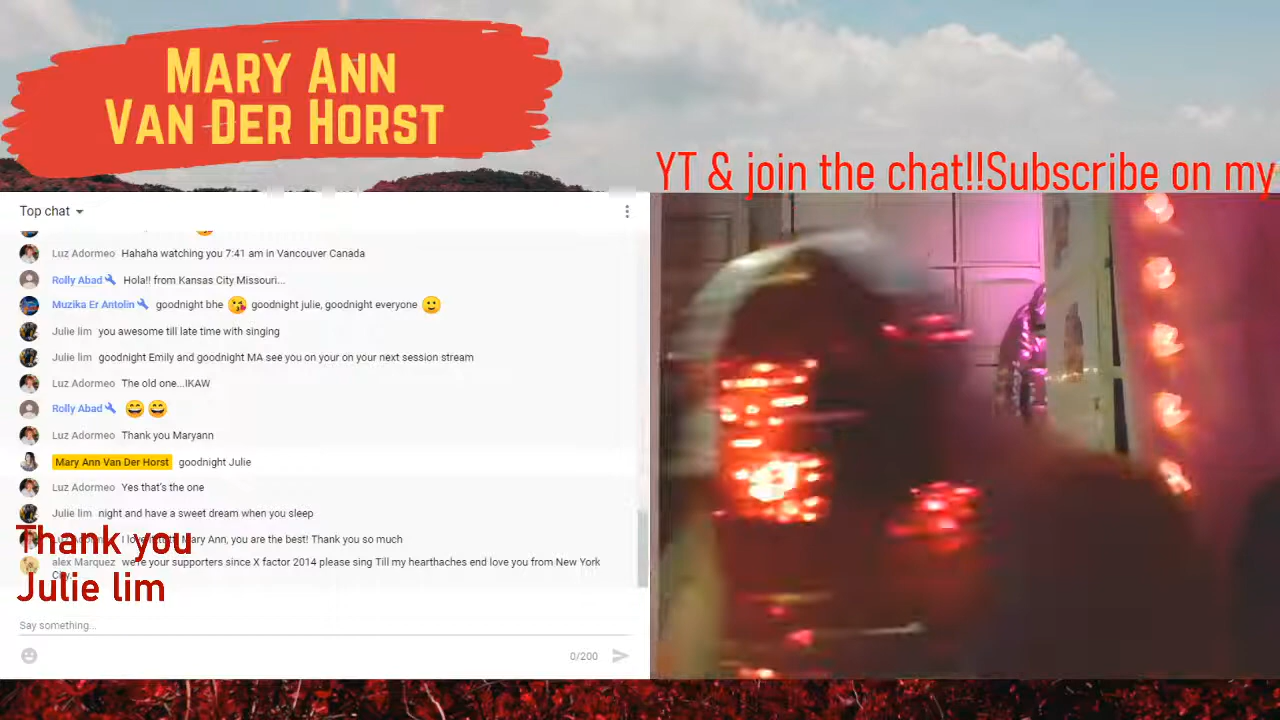 MARY ANN
VAN DER HORST
YT & join the chat!!Subscribe on my
Top chat
Luz Adormeo Hahaha watching you 7:41 am in Vancouver Canada
Rolly Abad Hola!! from Kansas City Missouri...
Muzika Er Antolin goodnight bhe 😘 goodnight julie, goodnight everyone 🙂
Julie lim you awesome till late time with singing
Julie lim goodnight Emily and goodnight MA see you on your on your next session stream
Luz Adormeo The old one...IKAW
Rolly Abad 😄 😄
Luz Adormeo Thank you Maryann
Mary Ann Van Der Horst goodnight Julie
Luz Adormeo Yes that's the one
Julie lim night and have a sweet dream when you sleep
Mary Ann, you are the best! Thank you so much
alex Marquez we're your supporters since X factor 2014 please sing Till my hearthaches end love you from New York
City
Thank you
Julie lim
Say something...
0/200